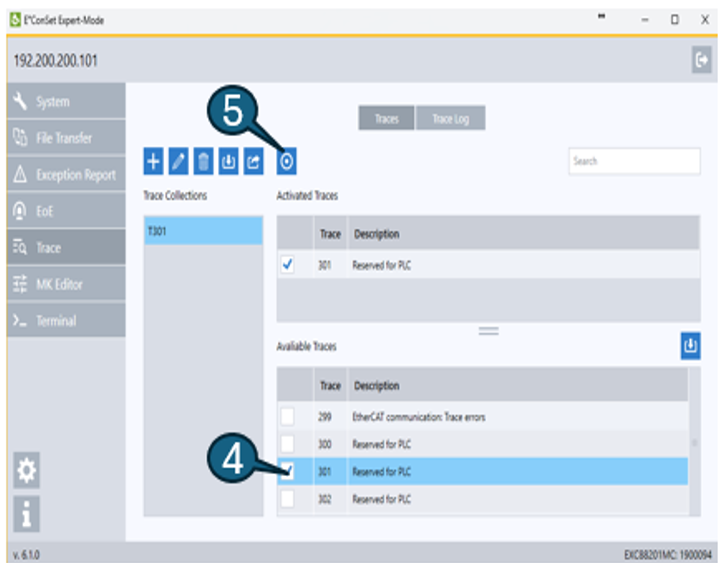 E°ConSet Expert-Mode
192.200.200.101
System
File Transfer
Exception Report
EoE
Trace
MK Editor
Terminal
5
Traces Trace Log
Search
Trace Collections
T301
Activated Traces
Trace Description
301 Reserved for PLC
Available Traces
Trace Description
299 EtherCAT communication: Trace errors
300 Reserved for PLC
4
301 Reserved for PLC
302 Reserved for PLC
v. 6.1.0
EXC88201MC: 1900094